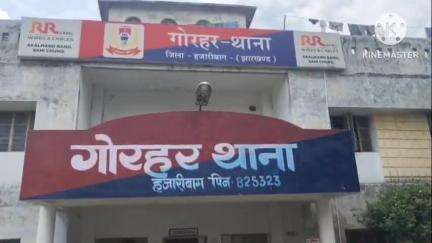 RR
गोरहर - थाना
जिला - हजारीबाग - (झारखण्ड)
RR
KINEMASTER
गोरहर थाना
हजारीबाग पिन-825323